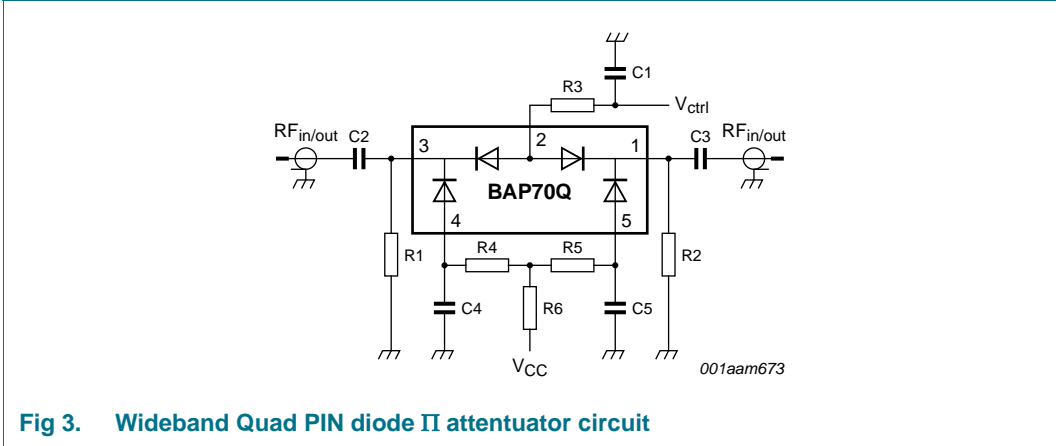 C1
R3
Vctrl
RFin/out C2 3 2 1 C3 RFin/out
BAP70Q
4 5
R1 R4 R5 R2
C4 R6 C5
VCC
001aam673
Fig 3. Wideband Quad PIN diode Π attentuator circuit